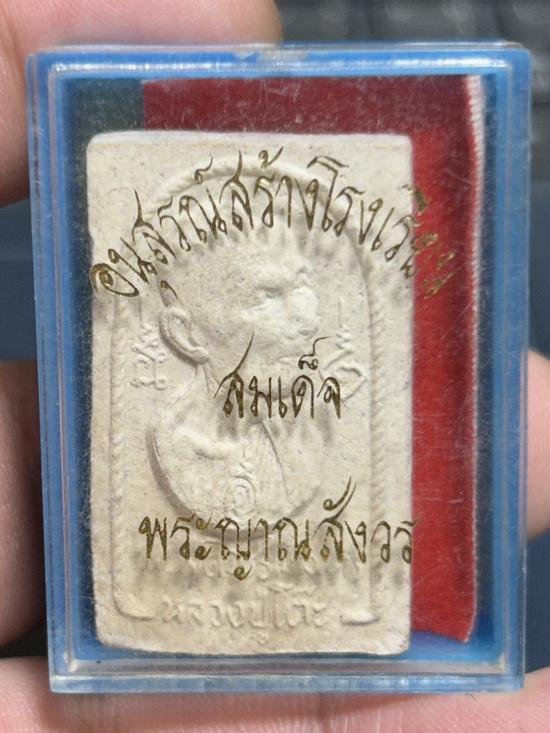 อนุสรณ์สร้างโรงเรียน
สมเด็จ
พระญาณสังวร
หลวงปู่โต๊ะ